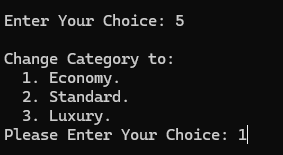 Enter Your Choice: 5
Change Category to:
1. Economy.
2. Standard.
3. Luxury.
Please Enter Your Choice: 1